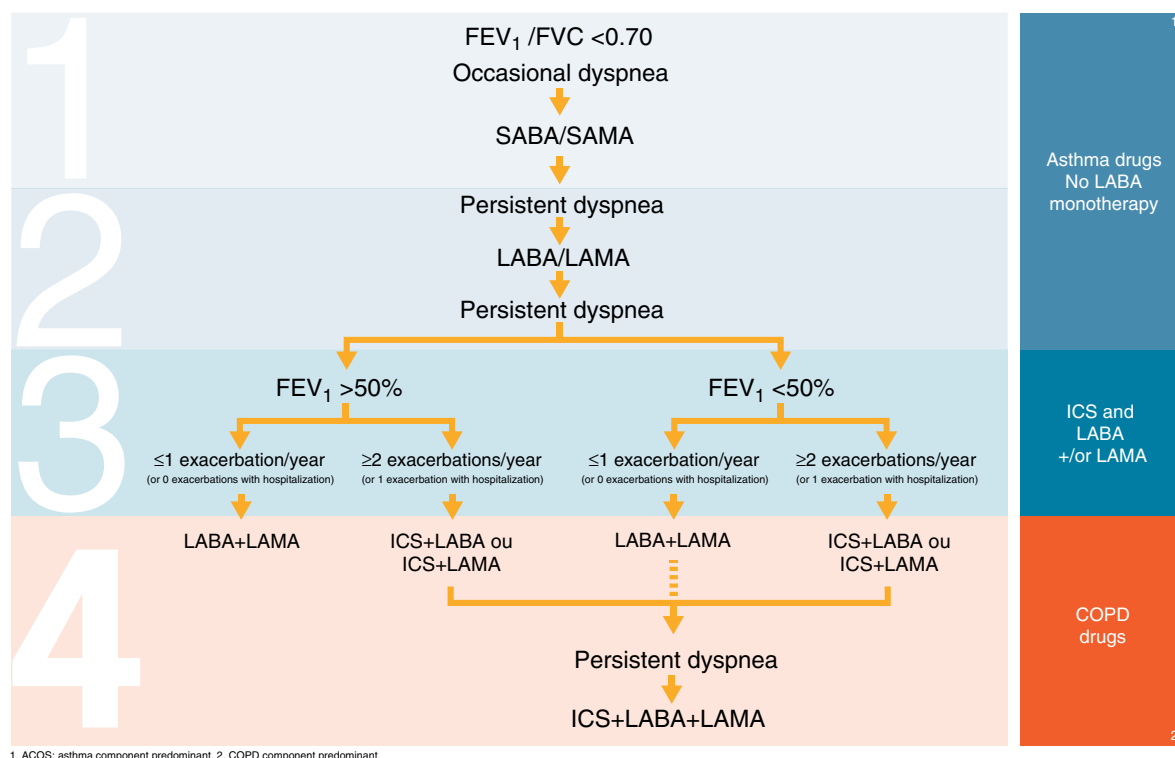 1
FEV1 /FVC <0.70
Occasional dyspnea
SABA/SAMA
2
Persistent dyspnea
LABA/LAMA
Persistent dyspnea
3
FEV1 >50%
FEV1 <50%
≤1 exacerbation/year
(or 0 exacerbations with hospitalization)
≥2 exacerbations/year
(or 1 exacerbation with hospitalization)
≤1 exacerbation/year
(or 0 exacerbations with hospitalization)
≥2 exacerbations/year
(or 1 exacerbation with hospitalization)
4
LABA+LAMA
ICS+LABA ou
ICS+LAMA
LABA+LAMA
ICS+LABA ou
ICS+LAMA
Persistent dyspnea
ICS+LABA+LAMA
1
Asthma drugs
No LABA
monotherapy
ICS and
LABA
+/or LAMA
COPD
drugs
2
1. ACOS: asthma component predominant. 2. COPD component predominant.